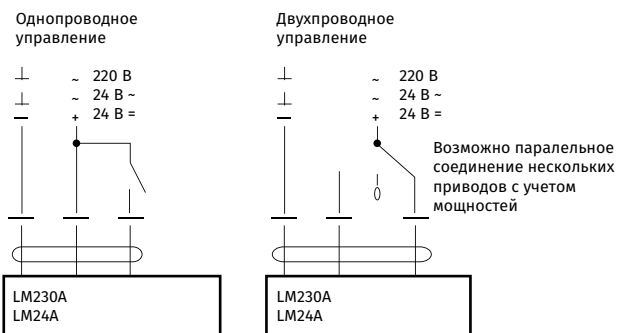 Однопроводное
управление
~ 220 В
~ 24 В ~
+ 24 В =
LM230A
LM24A
Двухпроводное
управление
~ 220 В
~ 24 В ~
+ 24 В =
Возможно паралельное
соединение нескольких
приводов с учетом
мощностей
LM230A
LM24A